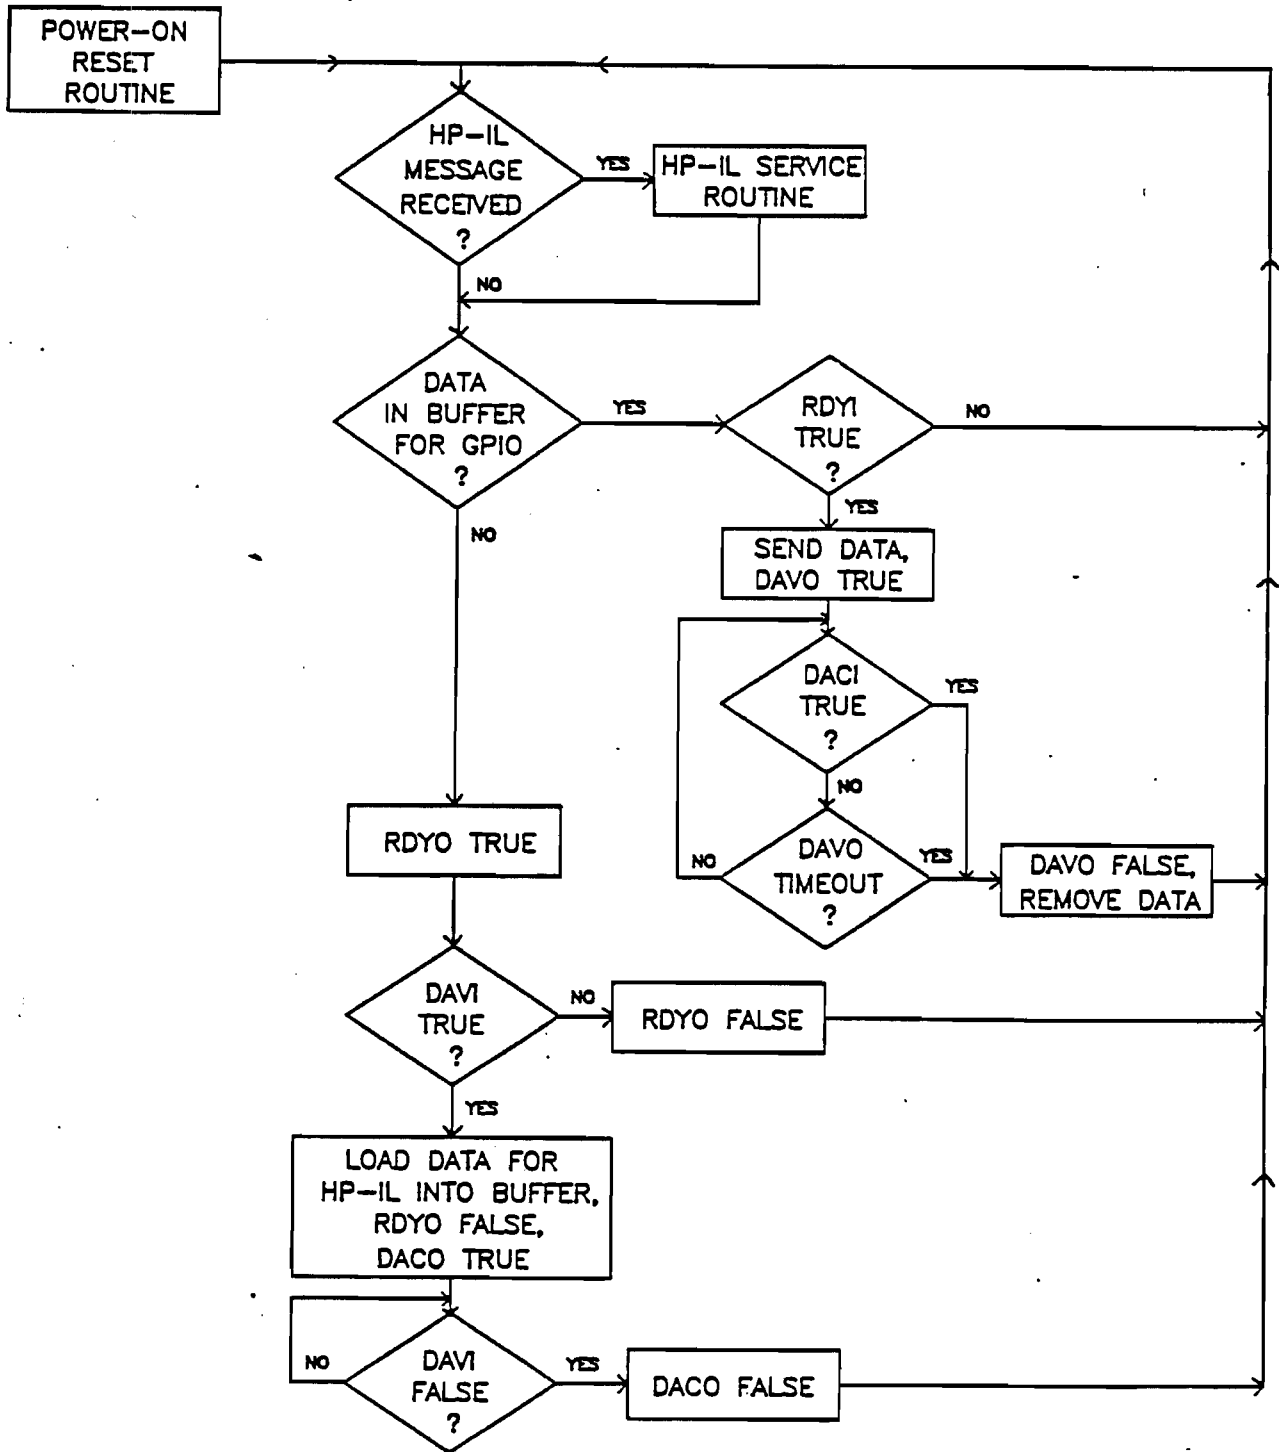 POWER-ON
RESET
ROUTINE
HP-IL
MESSAGE
RECEIVED
?
YES
HP-IL SERVICE
ROUTINE
NO
DATA
IN BUFFER
FOR GPIO
?
YES
RDYI
TRUE
?
NO
YES
NO
SEND DATA,
DAVO TRUE
DACI
TRUE
?
YES
NO
RDYO TRUE
DAVO
TIMEOUT
?
NO
YES
DAVO FALSE,
REMOVE DATA
DAVI
TRUE
?
NO
RDYO FALSE
YES
LOAD DATA FOR
HP-IL INTO BUFFER,
RDYO FALSE,
DACO TRUE
DAVI
FALSE
?
NO
YES
DACO FALSE